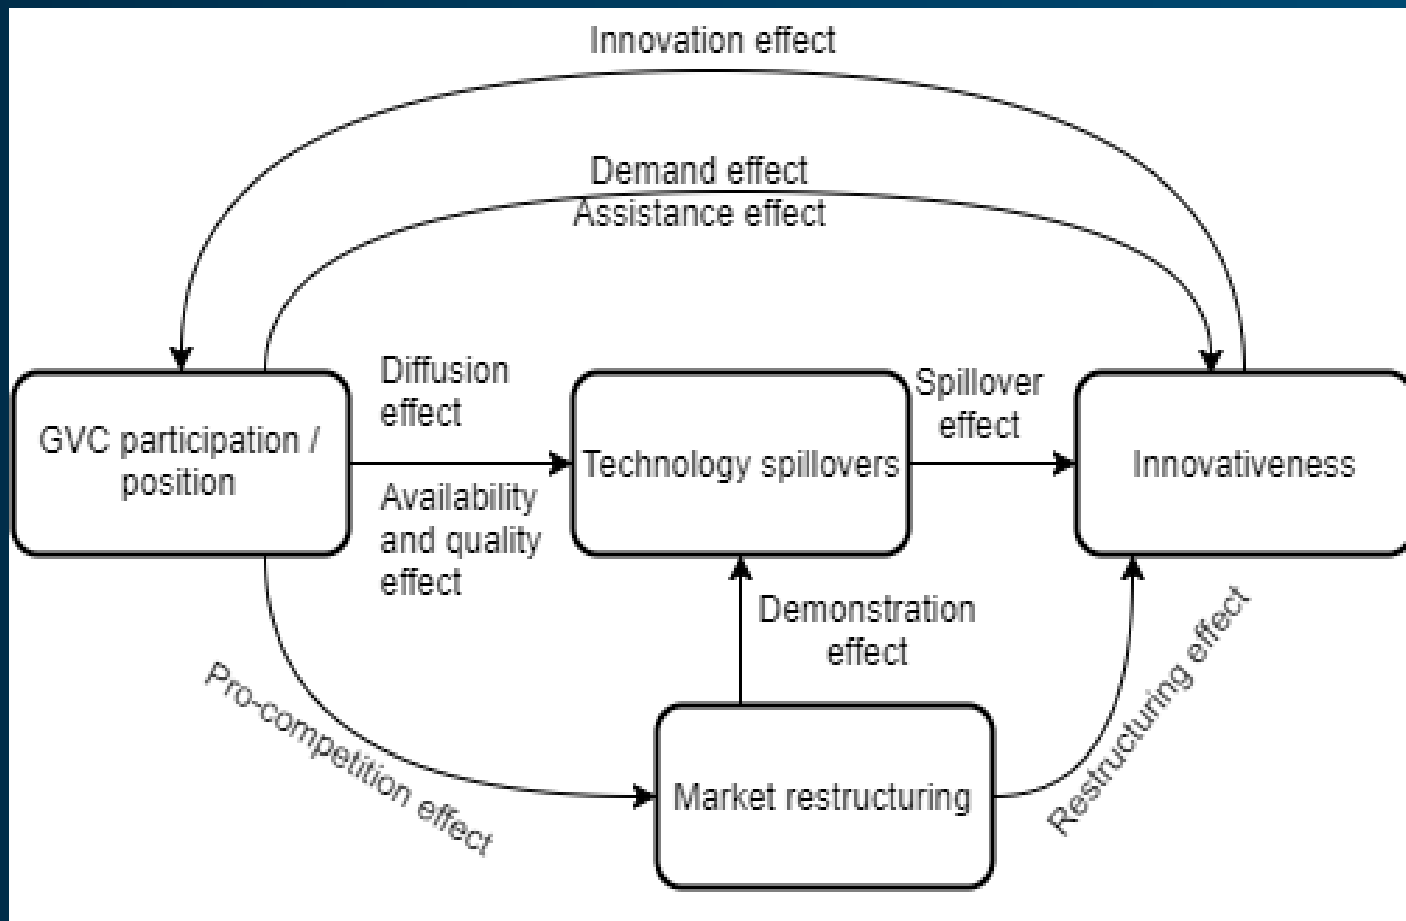 Innovation effect
Demand effect
Assistance effect
Diffusion
effect
Spillover
effect
GVC participation /
position
Technology spillovers
Innovativeness
Availability
and quality
effect
Demonstration
effect
Pro-competition effect
Restructuring effect
Market restructuring